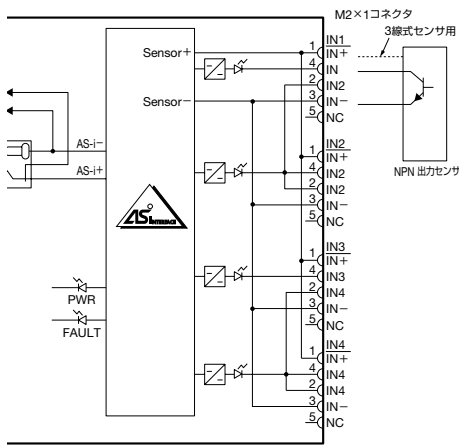 M2×1コネクタ
3線式センサ用
NPN 出力センサ
Sensor+
Sensor−
AS-i−
AS-i+
AS-INTERFACE
PWR
FAULT
IN1
1 IN+
4 IN
2 IN2
3 IN−
5 NC
IN2
1 IN+
4 IN2
2 IN2
3 IN−
5 NC
IN3
1 IN+
4 IN3
2 IN4
3 IN−
5 NC
IN4
1 IN+
4 IN4
2 IN4
3 IN−
5 NC